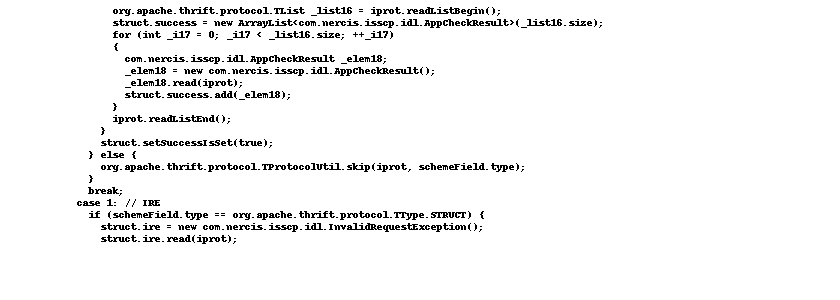 org.apache.thrift.protocol.TList _list16 = iprot.readListBegin();
struct.success = new ArrayList<com.nercis.isscp.idl.AppCheckResult>(_list16.size);
for (int _i17 = 0; _i17 < _list16.size; ++_i17)
{
com.nercis.isscp.idl.AppCheckResult _elem18;
_elem18 = new com.nercis.isscp.idl.AppCheckResult();
_elem18.read(iprot);
struct.success.add(_elem18);
}
iprot.readListEnd();
}
struct.setSuccessIsSet(true);
} else {
org.apache.thrift.protocol.TProtocolUtil.skip(iprot, schemeField.type);
}
break;
case 1: // IRE
if (schemeField.type == org.apache.thrift.protocol.TType.STRUCT) {
struct.ire = new com.nercis.isscp.idl.InvalidRequestException();
struct.ire.read(iprot);